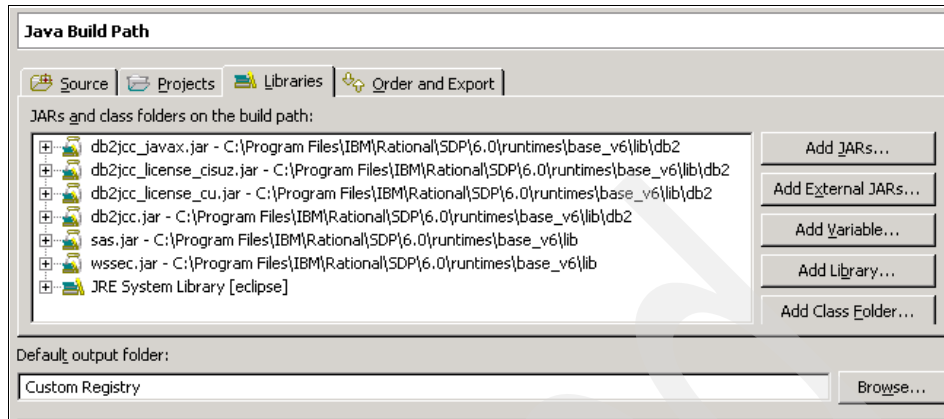 Java Build Path
Source Projects Libraries Order and Export
JARs and class folders on the build path:
db2jcc_javax.jar - C:\Program Files\IBM\Rational\SDP\6.0\runtimes\base_v6\lib\db2
db2jcc_license_cisuz.jar - C:\Program Files\IBM\Rational\SDP\6.0\runtimes\base_v6\lib\db2
db2jcc_license_cu.jar - C:\Program Files\IBM\Rational\SDP\6.0\runtimes\base_v6\lib\db2
db2jcc.jar - C:\Program Files\IBM\Rational\SDP\6.0\runtimes\base_v6\lib\db2
sas.jar - C:\Program Files\IBM\Rational\SDP\6.0\runtimes\base_v6\lib
wssec.jar - C:\Program Files\IBM\Rational\SDP\6.0\runtimes\base_v6\lib
JRE System Library [eclipse]
Add JARs...
Add External JARs...
Add Variable...
Add Library...
Add Class Folder...
Default output folder:
Custom Registry
Browse...